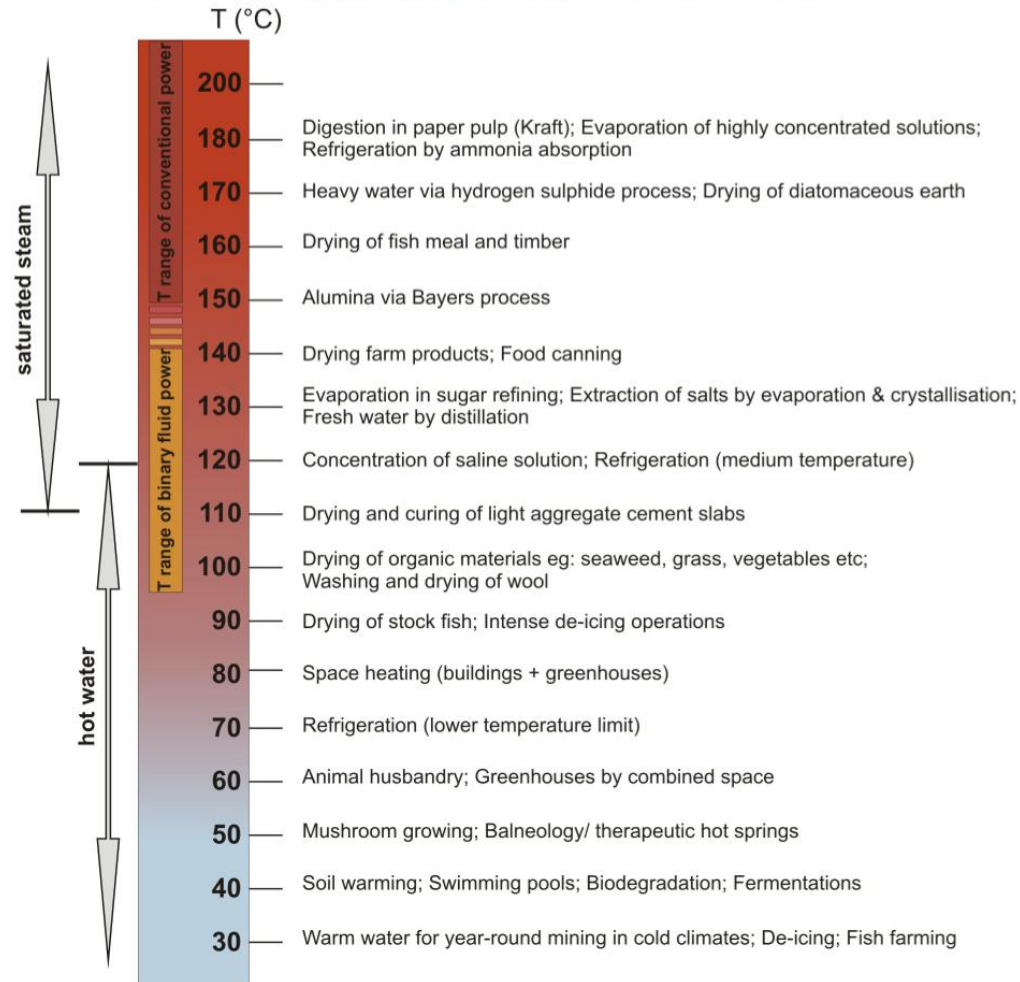 T (°C)
200
180
Digestion in paper pulp (Kraft); Evaporation of highly concentrated solutions;
Refrigeration by ammonia absorption
170
Heavy water via hydrogen sulphide process; Drying of diatomaceous earth
160
Drying of fish meal and timber
150
Alumina via Bayers process
140
Drying farm products; Food canning
130
Evaporation in sugar refining; Extraction of salts by evaporation & crystallisation;
Fresh water by distillation
120
Concentration of saline solution; Refrigeration (medium temperature)
110
Drying and curing of light aggregate cement slabs
100
Drying of organic materials eg: seaweed, grass, vegetables etc;
Washing and drying of wool
90
Drying of stock fish; Intense de-icing operations
80
Space heating (buildings + greenhouses)
70
Refrigeration (lower temperature limit)
60
Animal husbandry; Greenhouses by combined space
50
Mushroom growing; Balneology/ therapeutic hot springs
40
Soil warming; Swimming pools; Biodegradation; Fermentations
30
Warm water for year-round mining in cold climates; De-icing; Fish farming
saturated steam
hot water
T range of conventional power
T range of binary fluid power